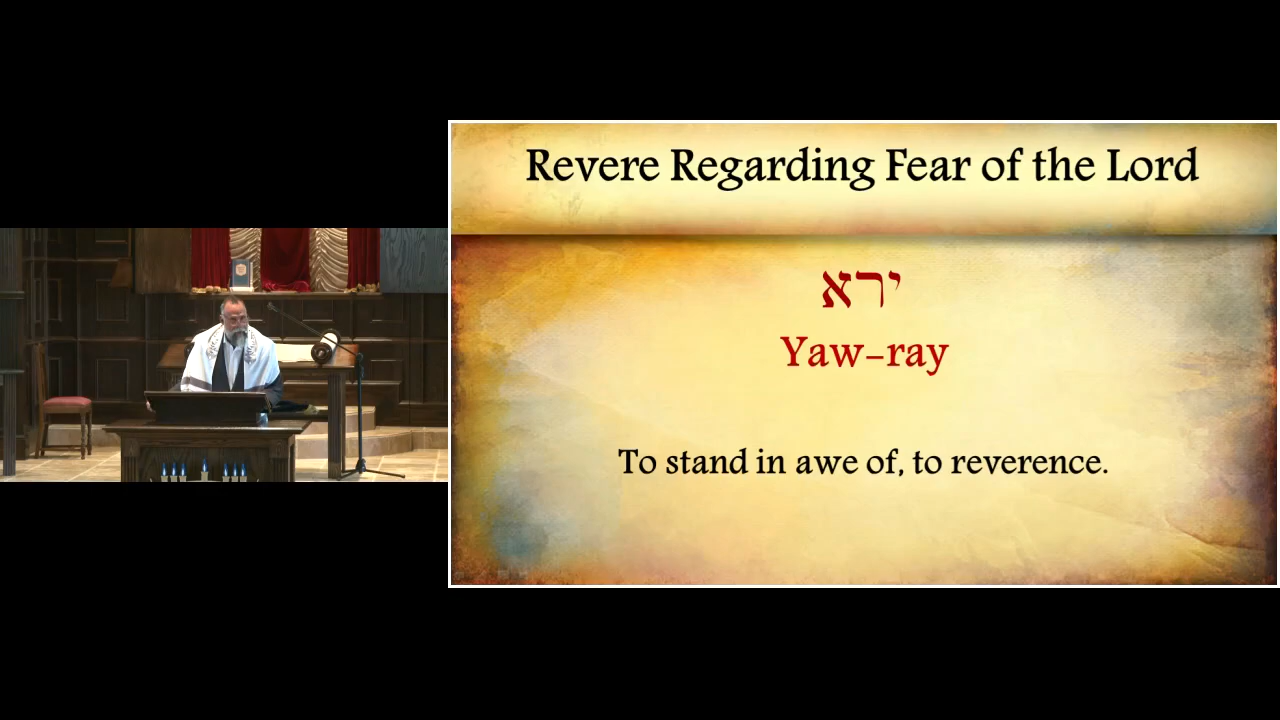 Revere Regarding Fear of the Lord
ירא
Yaw-ray
To stand in awe of, to reverence.